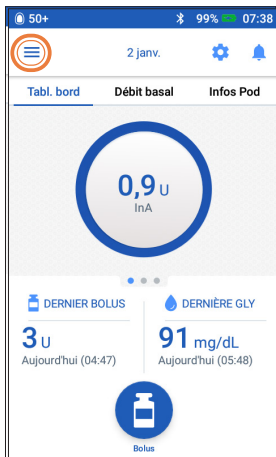 50+ 99% 07:38
2 janv.
Tabl. bord Débit basal Infos Pod
0,9 U
InA
DERNIER BOLUS DERNIÈRE GLY
3 U 91 mg/dL
Aujourd'hui (04:47) Aujourd'hui (05:48)
Bolus